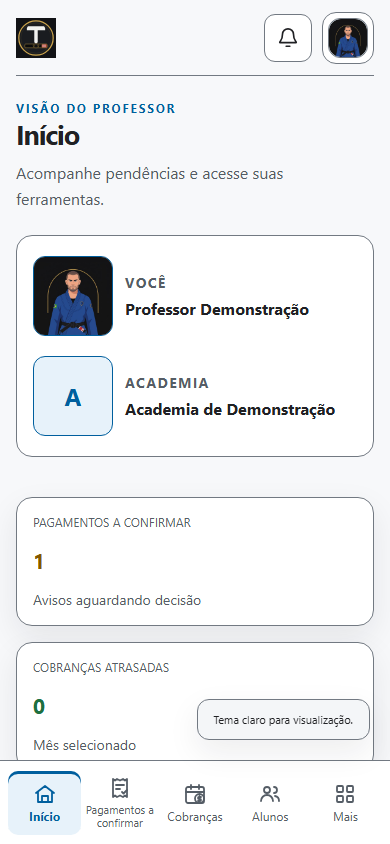 T
VISÃO DO PROFESSOR
Início
Acompanhe pendências e acesse suas
ferramentas.
VOCÊ
Professor Demonstração
A
ACADEMIA
Academia de Demonstração
PAGAMENTOS A CONFIRMAR
1
Avisos aguardando decisão
COBRANÇAS ATRASADAS
0
Mês selecionado
Tema claro para visualização.
Início
Pagamentos a
confirmar
Cobranças
Alunos
Mais